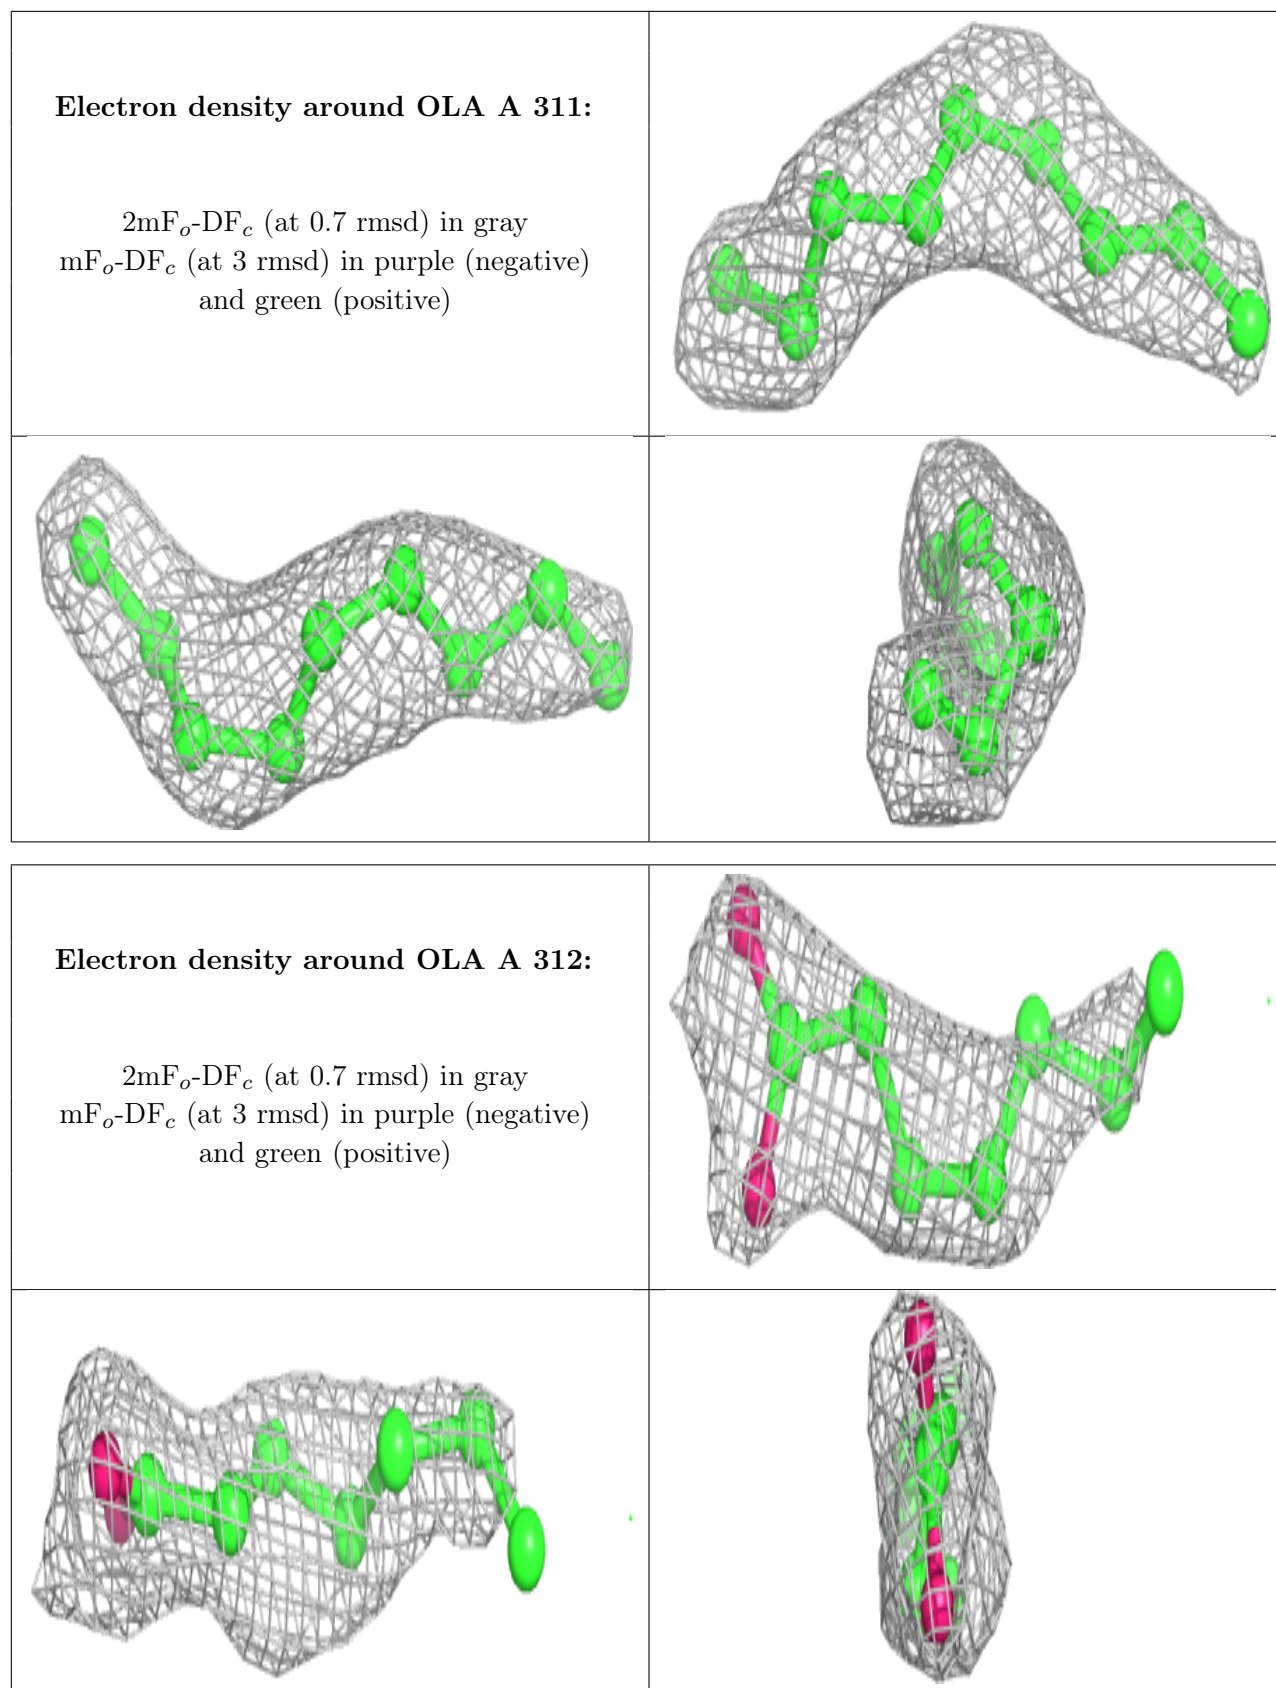 Electron density around OLA A 311:
2mFo-DFc (at 0.7 rmsd) in gray
mFo-DFc (at 3 rmsd) in purple (negative)
and green (positive)
Electron density around OLA A 312:
2mFo-DFc (at 0.7 rmsd) in gray
mFo-DFc (at 3 rmsd) in purple (negative)
and green (positive)